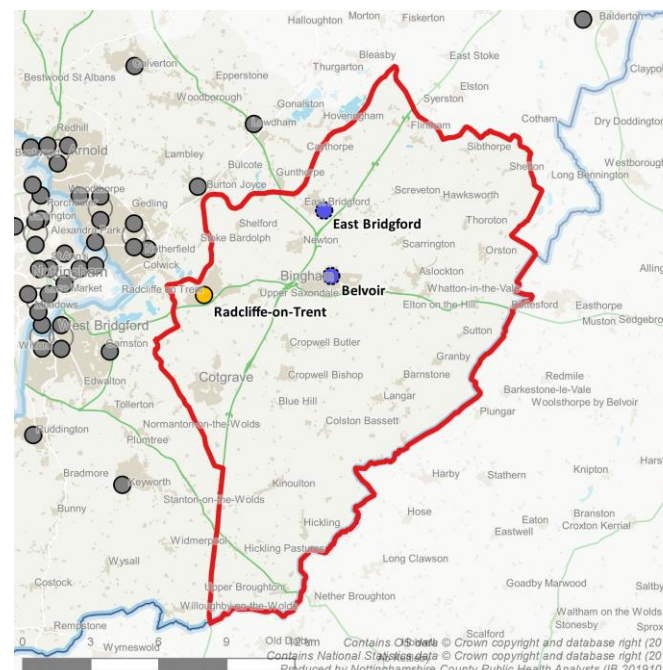 Halloughton Morton Fiskerton
Balderton
Bleasby
East Stoke
Thurgarton
Claypole
Calverton
Bestwood St Albans
Epperstone
Elston
Woodborough
Gonalston
Syerston
Hoveringham
Cotham
Dry Doddington
Redhill
Lowdham
Flintham
Arnold
Caythorpe
Sibthorpe
Westborough
Lambley
Bulcote
Gunthorpe
Shelton
Long Bennington
Woodthorpe
Burton Joyce
Screveton
Gedling
East Bridgford
Hawksworth
Alexandra Park
Shelford
East Bridgford
Thoroton
Stoke Bardolph
Newton
Scarrington
Orston
Netherfield
Colwick
Nottingham
Bingham
Aslockton
Radcliffe on Trent
Belvoir
Whatton-in-the-Vale
Meadows
Upper Saxondale
Elton on the Hill
Bottesford
Easthorpe
West Bridgford
Radcliffe-on-Trent
Muston Sedgebro
Sutton
Cropwell Butler
Granby
Edwalton
Cotgrave
Cropwell Bishop
Barnstone
Redmile
Barkestone-le-Vale
Tollerton
Blue Hill
Langar
Woolsthorpe by Belvoir
Normanton-on-the-Wolds
Colston Bassett
Plungar
Ruddington
Plumtree
Bradmore
Keyworth
Kinoulton
Harby
Stathern
Knipton
Bunny
Stanton-on-the-Wolds
Hose
Branston
Hickling
Eaton
Croxton Kerrial
Widmerpool
Eastwell
Wysall
Hickling Pastures
Long Clawson
Goadby Marwood
Costock
Upper Broughton
Nether Broughton
Waltham on the Wolds
Willoughby-on-the-Wolds
Stonesby
Rempstone
Scalford
0 3 6 9 12 km
Wymeswold
Contains OS data © Crown copyright and database right (20
Contains National Statistics data © Crown copyright and database right (20
Produced by Nottinghamshire County Public Health Analysts